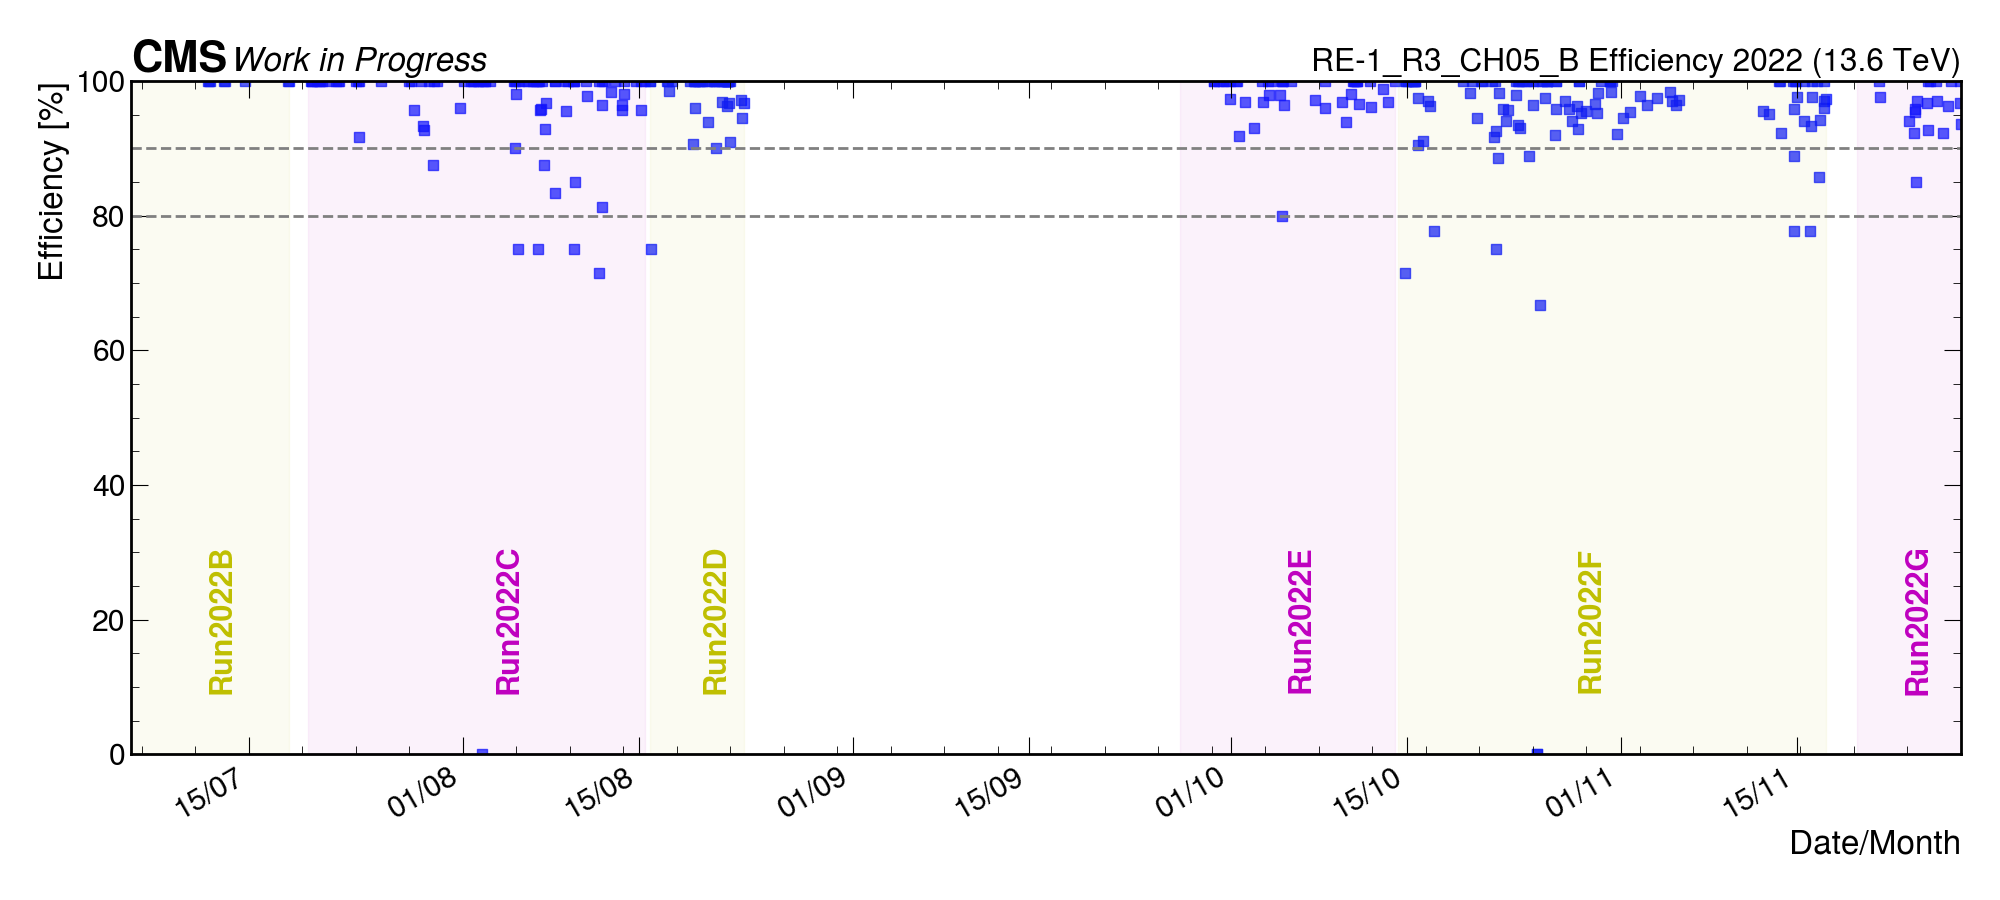 CMS Work in Progress
RE-1_R3_CH05_B Efficiency 2022 (13.6 TeV)
Efficiency [%]
100
80
60
40
20
0
Run2022B
Run2022C
Run2022D
Run2022E
Run2022F
Run2022G
15/07
01/08
15/08
01/09
15/09
01/10
15/10
01/11
15/11
Date/Month